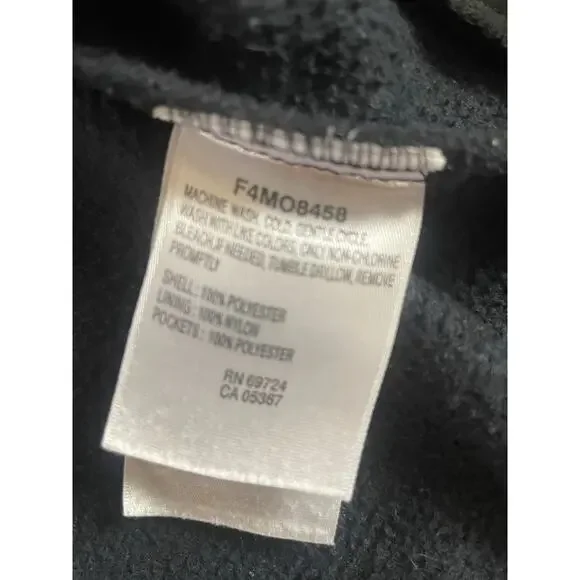 F4MO8458
MACHINE WASH, COLD, GENTLE CYCLE,
WASH WITH LIKE COLORS, ONLY NON-CHLORINE
BLEACH,IF NEEDED, TUMBLE DRY,LOW, REMOVE
PROMPTLY
SHELL: 100% POLYESTER
LINING: 100% NYLON
POCKETS: 100% POLYESTER
RN 69724
CA 05367